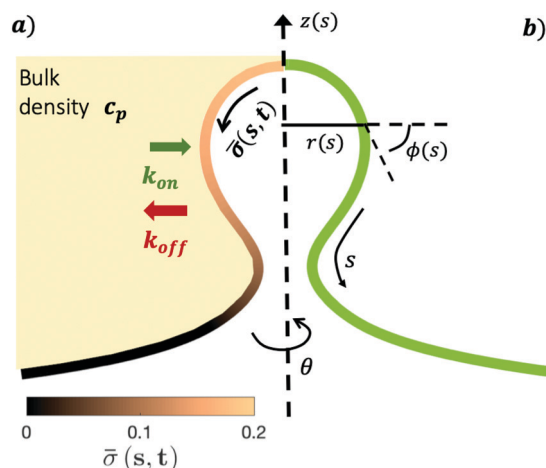 a)
z(s)
b)
Bulk
density c_p
σ̄(s, t)
r(s)
ϕ(s)
k_on
k_off
s
θ
0 0.1 0.2
σ̄ (s, t)